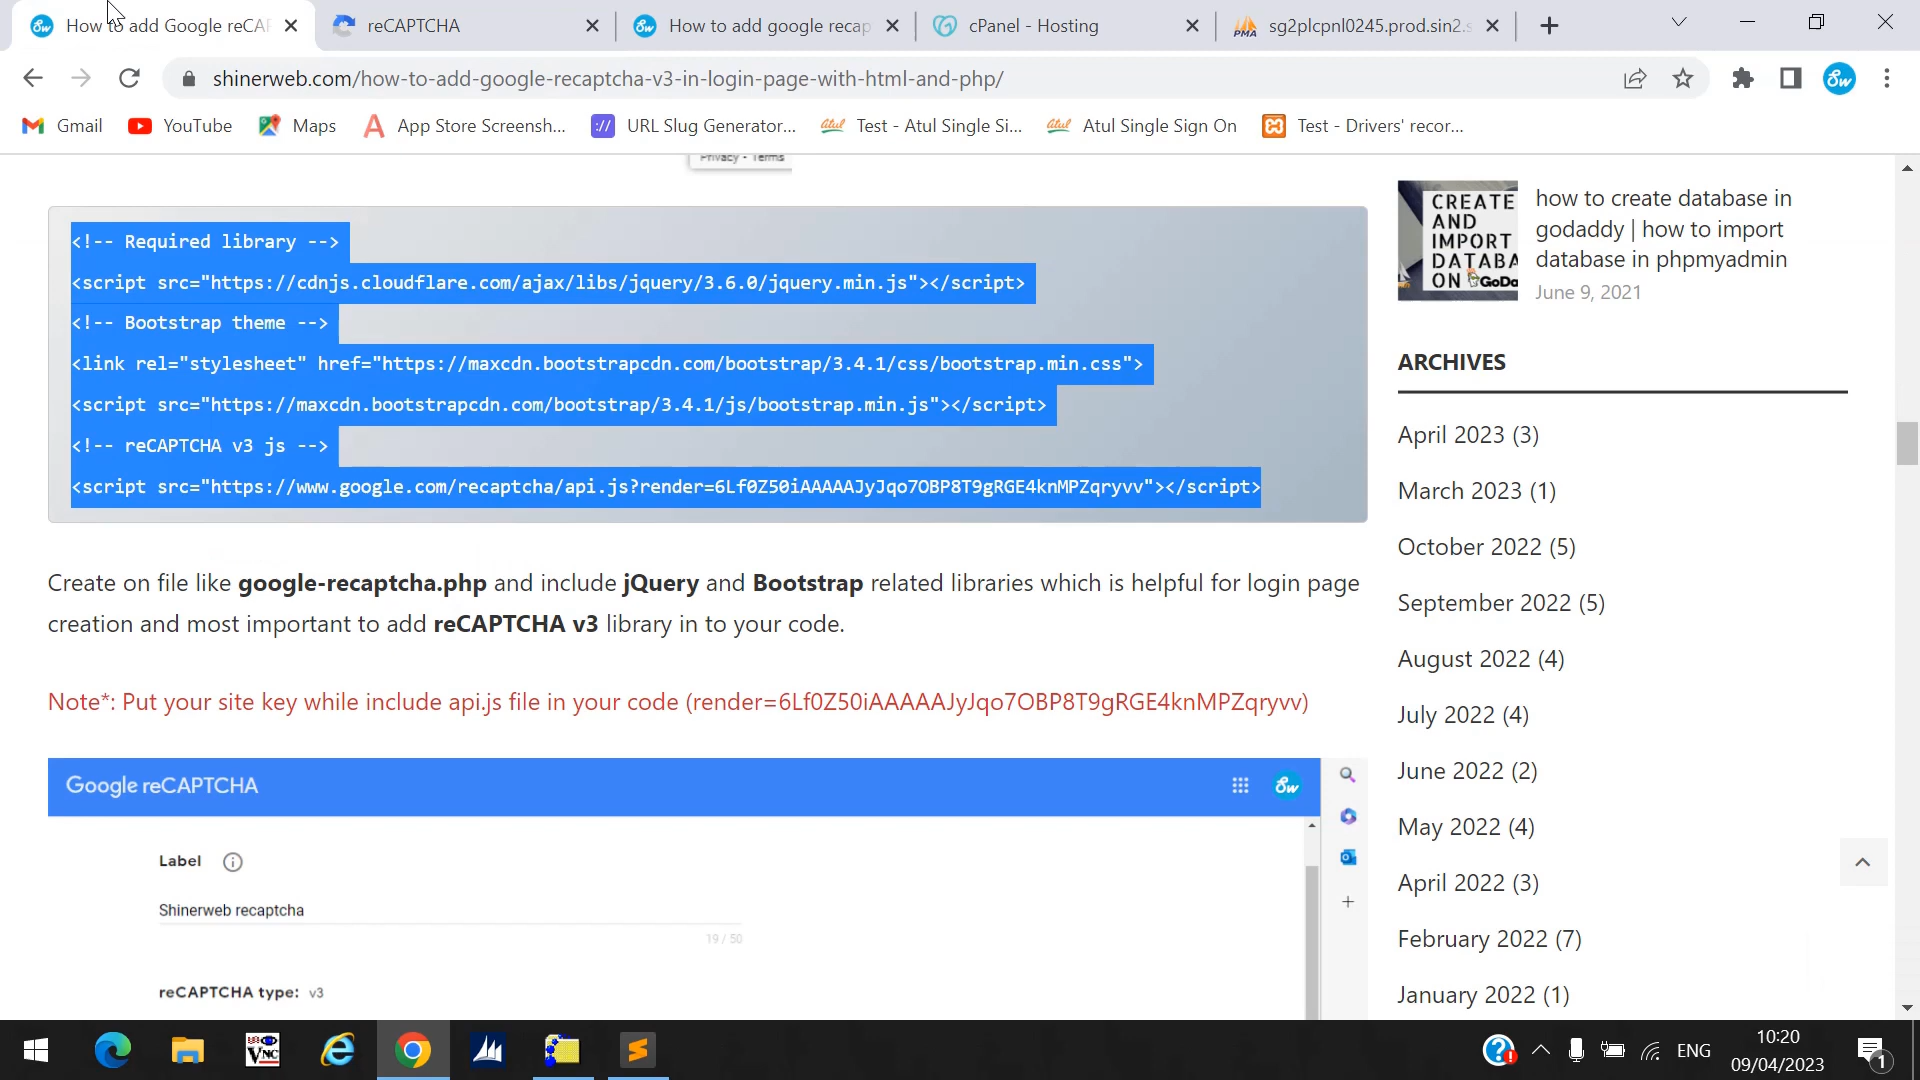 How to add Google reCAP
reCAPTCHA
How to add google recap
cPanel - Hosting
sg2plcpnl0245.prod.sin2.s
shinerweb.com/how-to-add-google-recaptcha-v3-in-login-page-with-html-and-php/
Gmail
YouTube
Maps
App Store Screensh...
URL Slug Generator...
Test - Atul Single Si...
Atul Single Sign On
Test - Drivers' recor...
Privacy - Terms
<!-- Required library -->
<script src="https://cdnjs.cloudflare.com/ajax/libs/jquery/3.6.0/jquery.min.js"></script>
<!-- Bootstrap theme -->
<link rel="stylesheet" href="https://maxcdn.bootstrapcdn.com/bootstrap/3.4.1/css/bootstrap.min.css">
<script src="https://maxcdn.bootstrapcdn.com/bootstrap/3.4.1/js/bootstrap.min.js"></script>
<!-- reCAPTCHA v3 js -->
<script src="https://www.google.com/recaptcha/api.js?render=6Lf0Z50iAAAAAJyJqo7OBP8T9gRGE4knMPZqryvv"></script>
Create on file like google-recaptcha.php and include jQuery and Bootstrap related libraries which is helpful for login page
creation and most important to add reCAPTCHA v3 library in to your code.
Note*: Put your site key while include api.js file in your code (render=6Lf0Z50iAAAAAJyJqo7OBP8T9gRGE4knMPZqryvv)
Google reCAPTCHA
Sw
Label
Shinerweb recaptcha
19 / 50
reCAPTCHA type: v3
CREATE
AND
IMPORT
DATABA
ON GoDa
how to create database in
godaddy | how to import
database in phpmyadmin
June 9, 2021
ARCHIVES
April 2023 (3)
March 2023 (1)
October 2022 (5)
September 2022 (5)
August 2022 (4)
July 2022 (4)
June 2022 (2)
May 2022 (4)
April 2022 (3)
February 2022 (7)
January 2022 (1)
ENG
10:20
09/04/2023
1